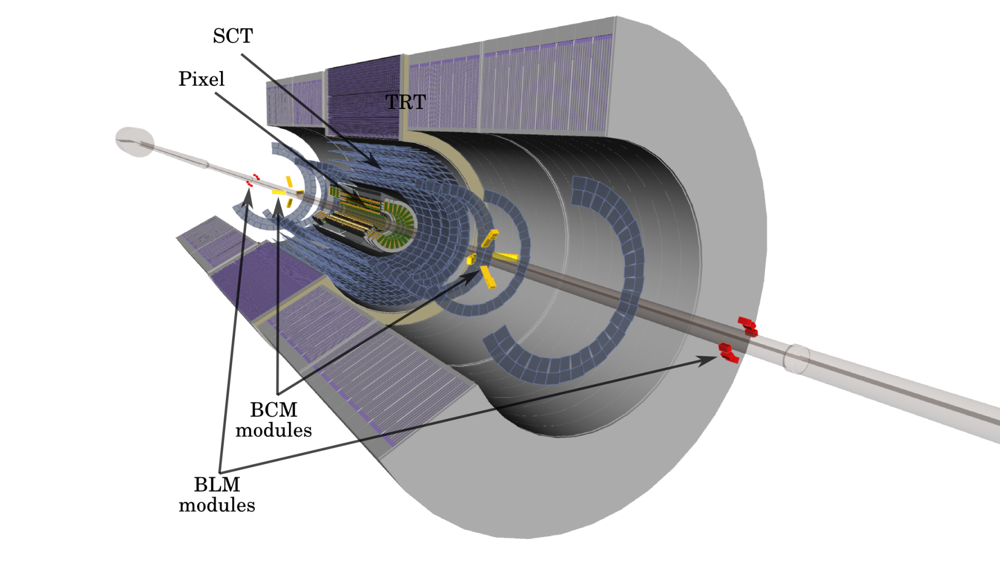 SCT
Pixel
TRT
BCM
modules
BLM
modules